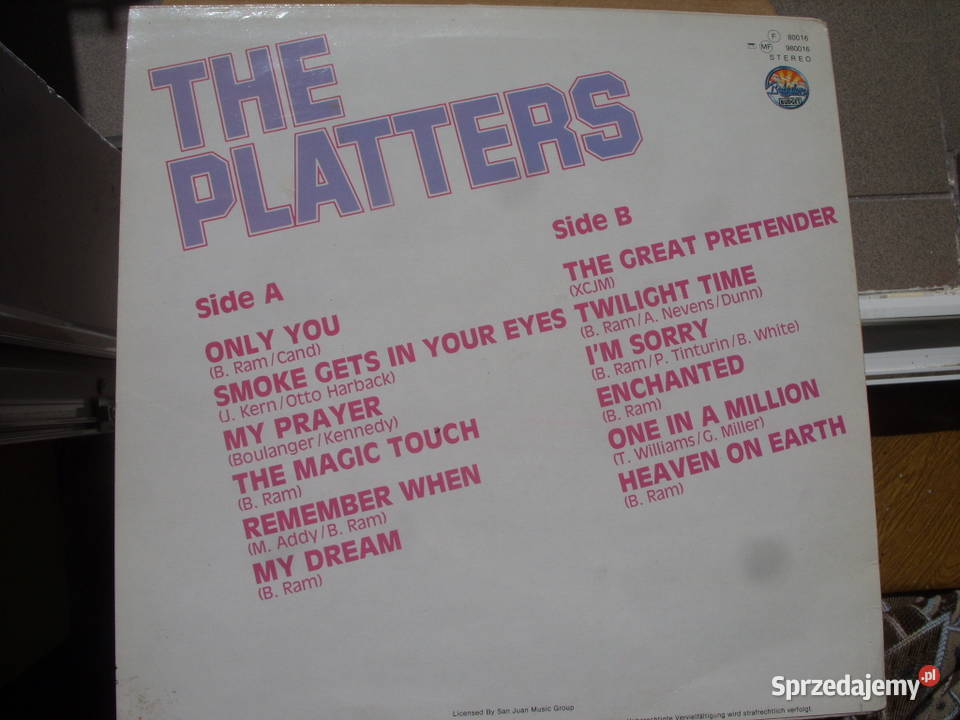 THE
PLATTERS
F 80016
MF 980016
STEREO
BUDGET
Side A
ONLY YOU
(B. Ram/Cand)
SMOKE GETS IN YOUR EYES
(J. Kern/Otto Harback)
MY PRAYER
(Boulanger/Kennedy)
THE MAGIC TOUCH
(B. Ram)
REMEMBER WHEN
(M. Addy/B. Ram)
MY DREAM
(B. Ram)
Side B
THE GREAT PRETENDER
(XCJM)
TWILIGHT TIME
(B. Ram/A. Nevens/Dunn)
I'M SORRY
(B. Ram/P. Tinturin/B. White)
ENCHANTED
(B. Ram)
ONE IN A MILLION
(T. Williams/G. Miller)
HEAVEN ON EARTH
(B. Ram)
Licensed By San Juan Music Group
Vervielfältigung wird strafrechtlich verfolgt.
Sprzedajemy.pl